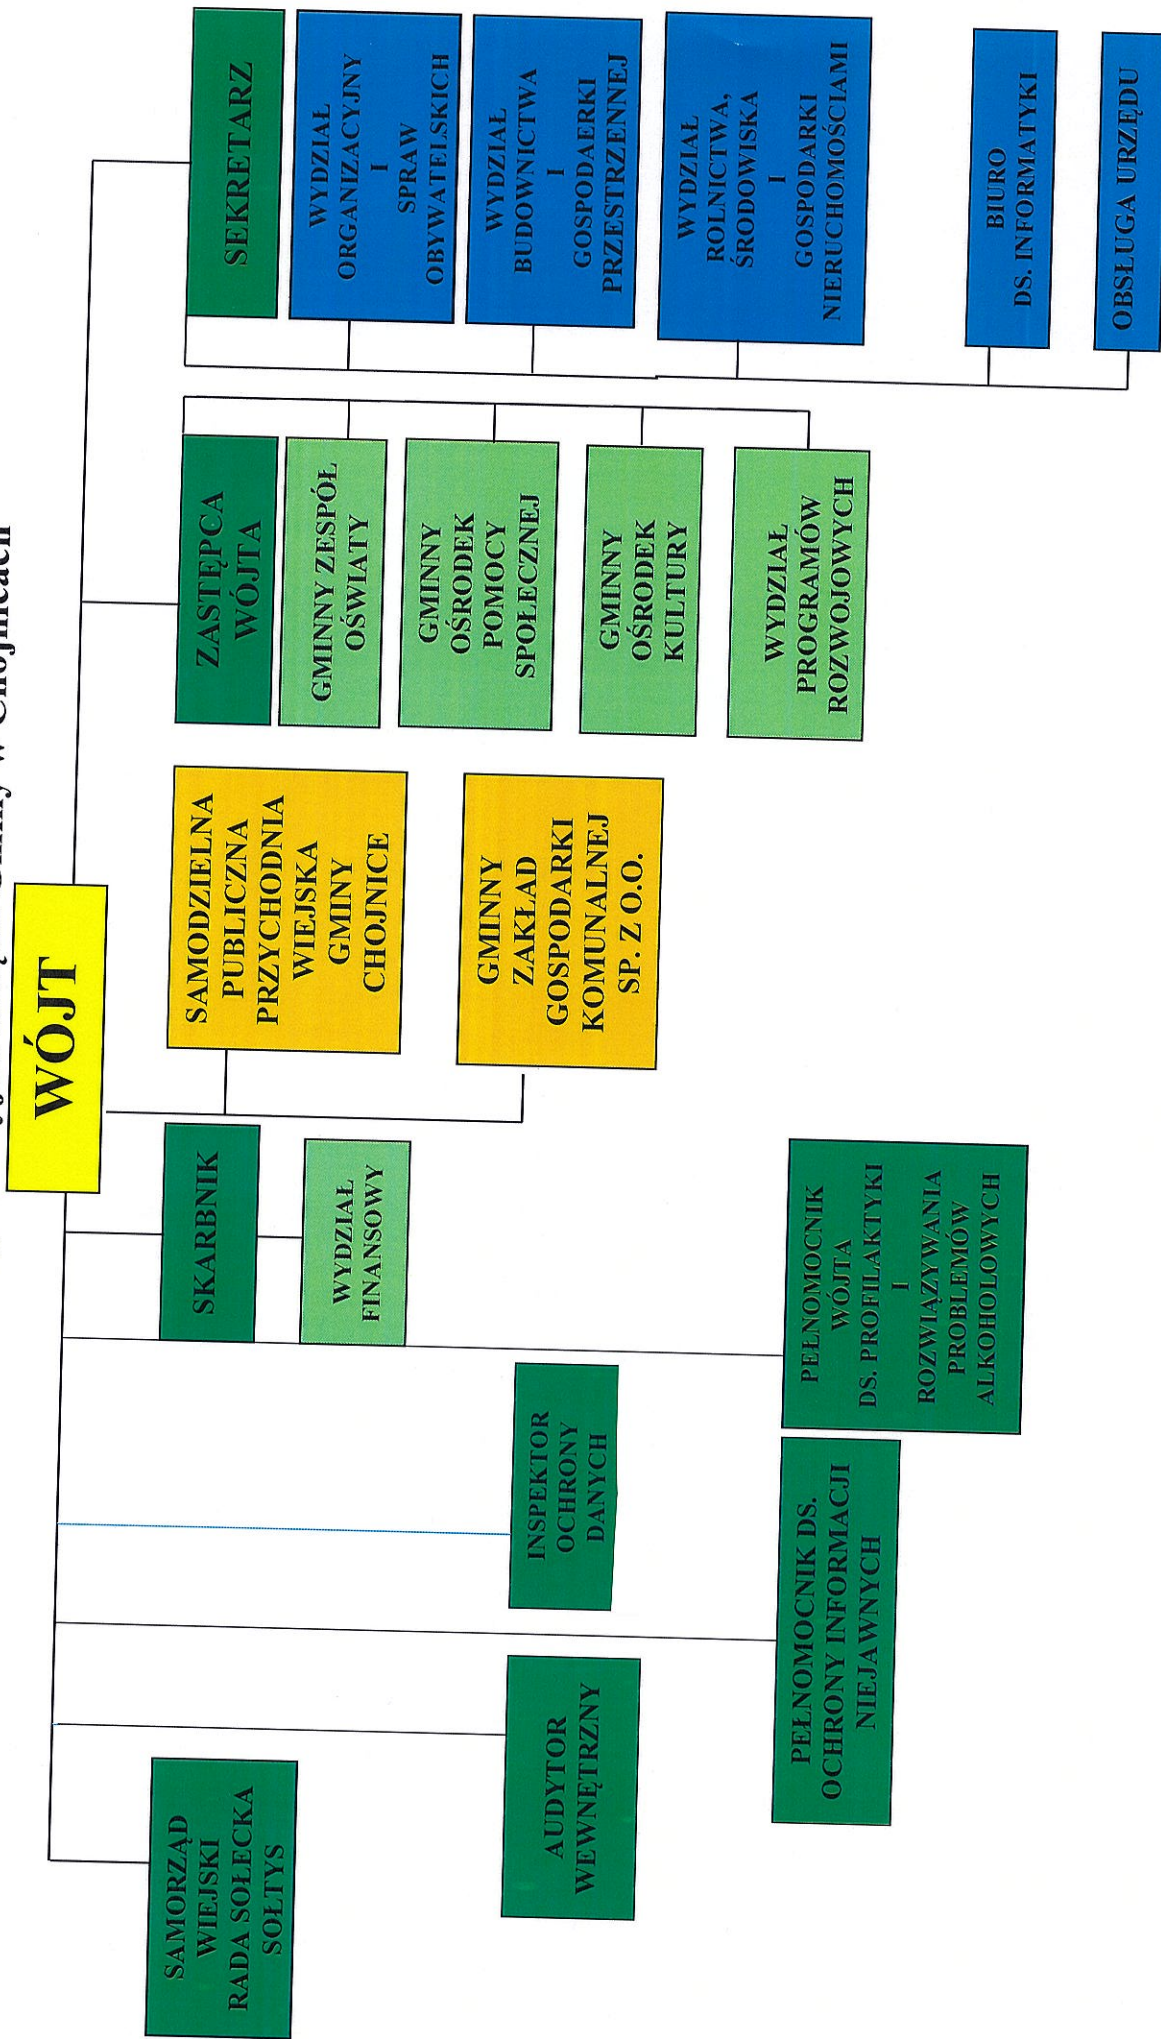 Gminy w Chojnicach
WÓJT
SAMORZĄD
WIEJSKI
RADA SOŁECKA
SOŁTYS
AUDYTOR
WEWNĘTRZNY
PEŁNOMOCNIK DS.
OCHRONY INFORMACJI
NIEJAWNYCH
INSPEKTOR
OCHRONY
DANYCH
PEŁNOMOCNIK
WÓJTA
DS. PROFILAKTYKI
I
ROZWIĄZYWANIA
PROBLEMÓW
ALKOHOLOWYCH
SKARBNIK
WYDZIAŁ
FINANSOWY
SAMODZIELNA
PUBLICZNA
PRZYCHODNIA
WIEJSKA
GMINY
CHOJNICE
GMINNY
ZAKŁAD
GOSPODARKI
KOMUNALNEJ
SP. Z O.O.
ZASTĘPCA
WÓJTA
GMINNY ZESPÓŁ
OŚWIATY
GMINNY
OŚRODEK
POMOCY
SPOŁECZNEJ
GMINNY
OŚRODEK
KULTURY
WYDZIAŁ
PROGRAMÓW
ROZWOJOWYCH
SEKRETARZ
WYDZIAŁ
ORGANIZACYJNY
I
SPRAW
OBYWATELSKICH
WYDZIAŁ
BUDOWNICTWA
I
GOSPODAERKI
PRZESTRZENNEJ
WYDZIAŁ
ROLNICTWA,
ŚRODOWISKA
I
GOSPODARKI
NIERUCHOMOŚCIAMI
BIURO
DS. INFORMATYKI
OBSŁUGA URZĘDU